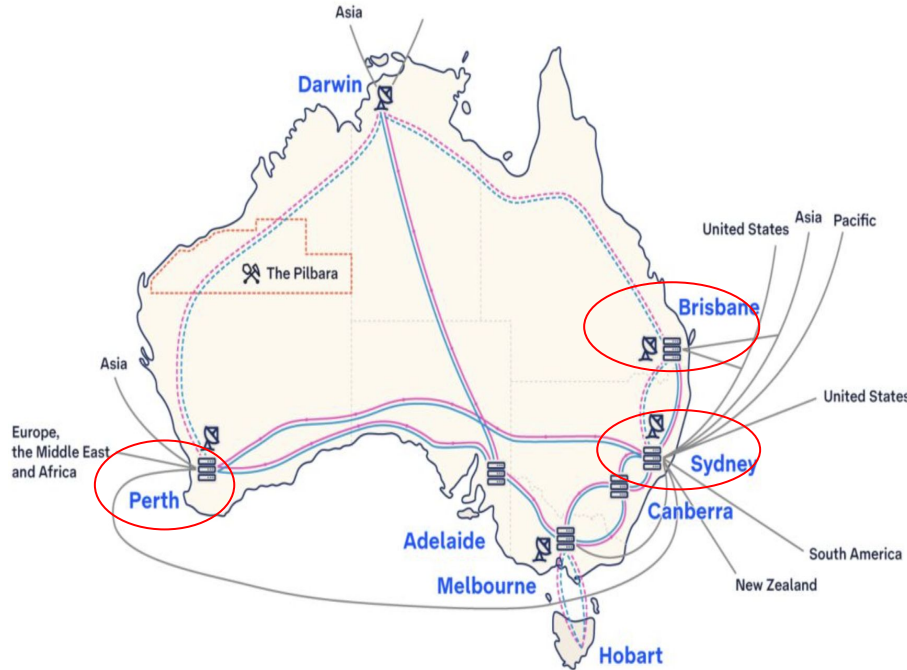 Asia
Darwin
United States
Asia
Pacific
The Pilbara
Brisbane
Asia
United States
Europe,
the Middle East
and Africa
Perth
Sydney
Canberra
Adelaide
South America
Melbourne
New Zealand
Hobart